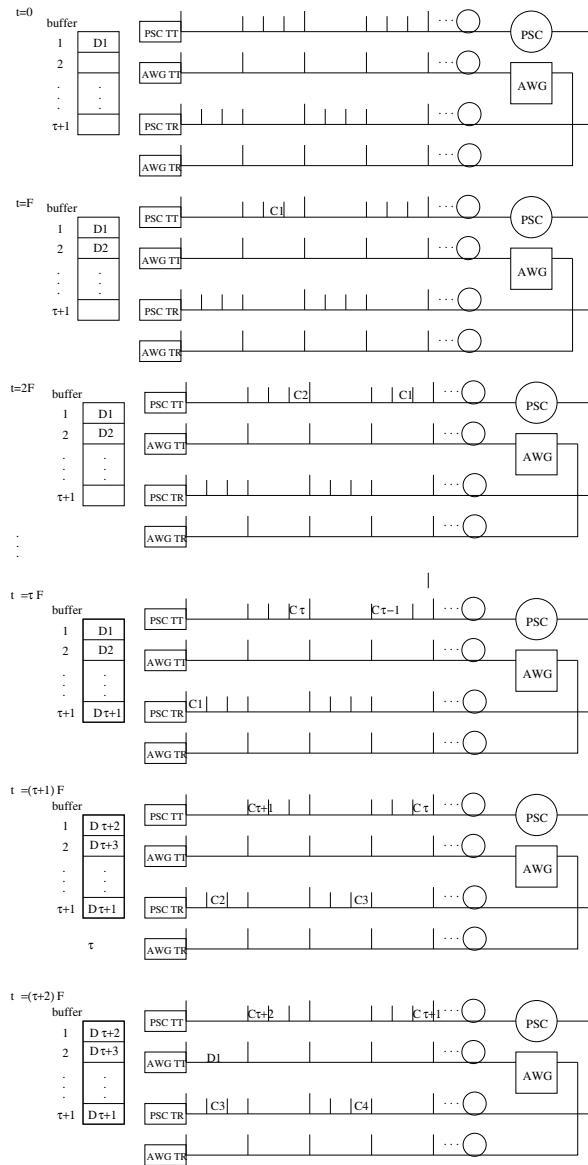 t=0
buffer
1 D1
2
.
.
.
τ+1
PSC TT
AWG TT
PSC TR
AWG TR
...
...
...
...
PSC
AWG
t=F
buffer
1 D1
2 D2
.
.
.
τ+1
PSC TT C1
AWG TT
PSC TR
AWG TR
...
...
...
...
PSC
AWG
t=2F
buffer
1 D1
2 D2
.
.
.
τ+1
PSC TT C2 C1
AWG TT
PSC TR
AWG TR
...
...
...
...
PSC
AWG
.
.
.
t =τ F
buffer
1 D1
2 D2
.
.
.
τ+1 D τ+1
PSC TT C τ Cτ−1
AWG TT
PSC TR C1
AWG TR
...
...
...
...
PSC
AWG
t =(τ+1) F
buffer
1 D τ+2
2 D τ+3
.
.
.
τ+1 D τ+1
τ
PSC TT Cτ+1 C τ
AWG TT
PSC TR C2 C3
AWG TR
...
...
...
...
PSC
AWG
t =(τ+2) F
buffer
1 D τ+2
2 D τ+3
.
.
.
τ+1 D τ+1
PSC TT Cτ+2 Cτ+1
AWG TT D1
PSC TR C3 C4
AWG TR
...
...
...
...
PSC
AWG